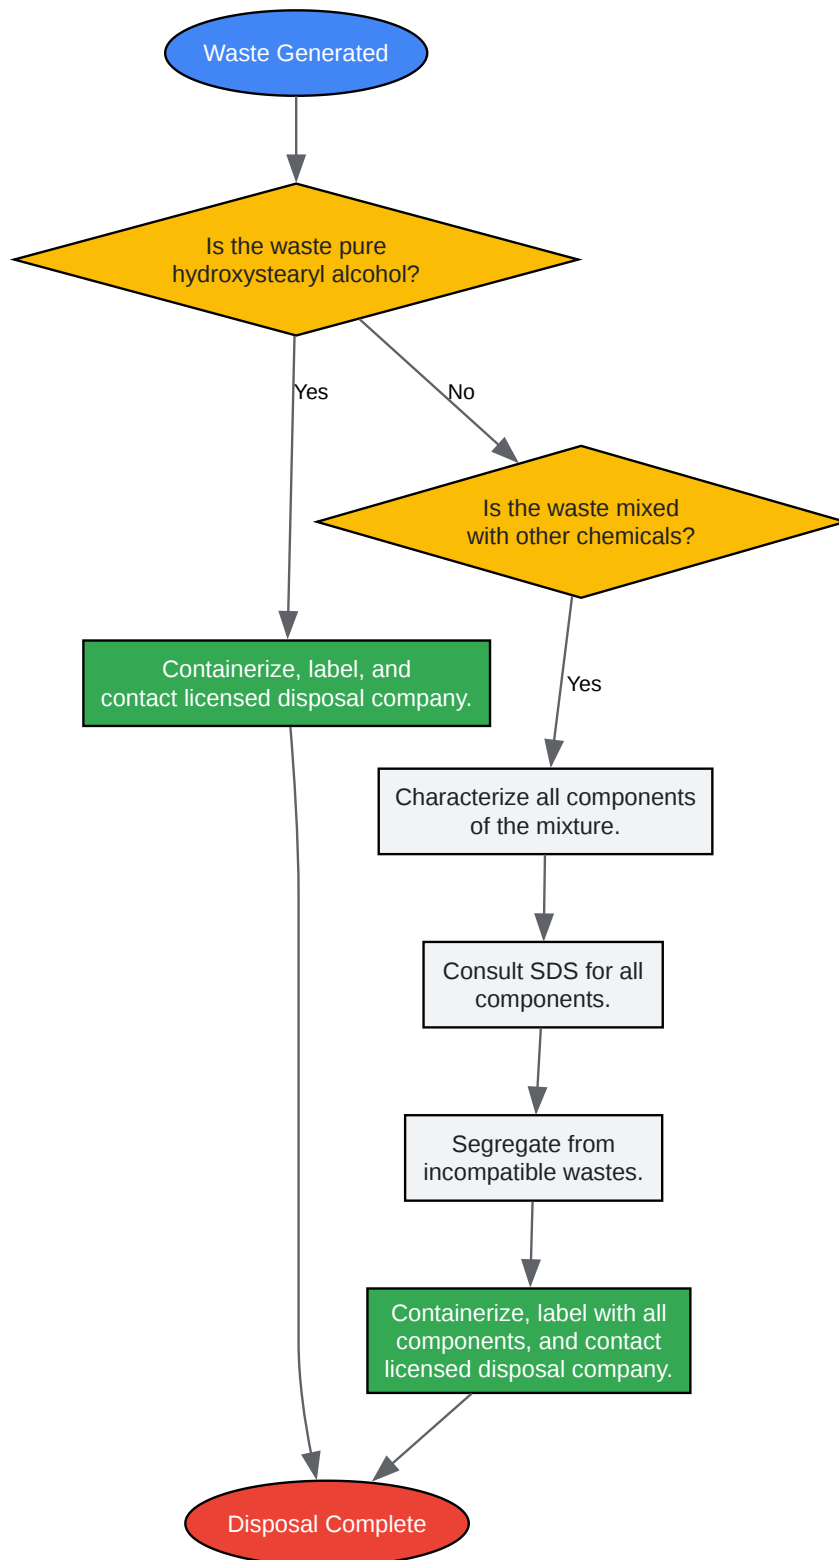 Waste Generated
Is the waste pure
hydroxystearyl alcohol?
Yes
No
Is the waste mixed
with other chemicals?
Containerize, label, and
contact licensed disposal company.
Yes
Characterize all components
of the mixture.
Consult SDS for all
components.
Segregate from
incompatible wastes.
Containerize, label with all
components, and contact
licensed disposal company.
Disposal Complete